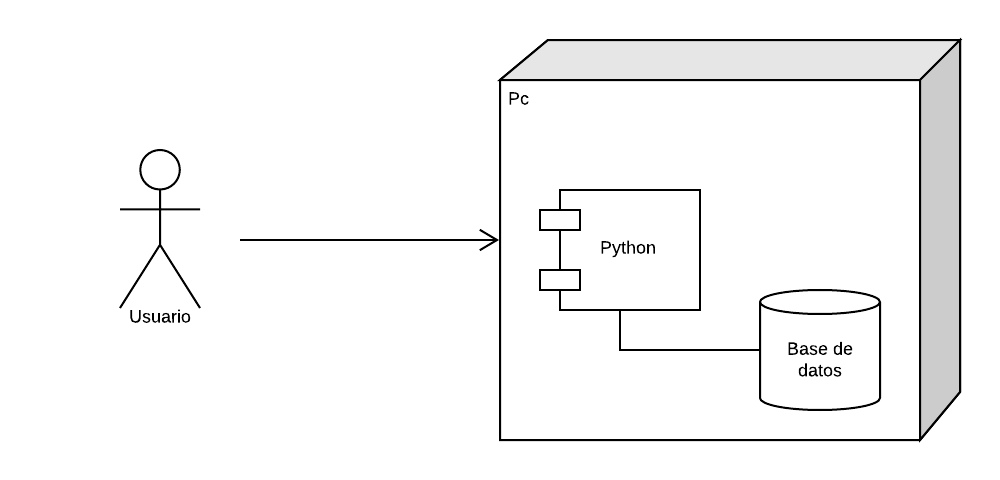 Pc
Usuario
Python
Base de
datos